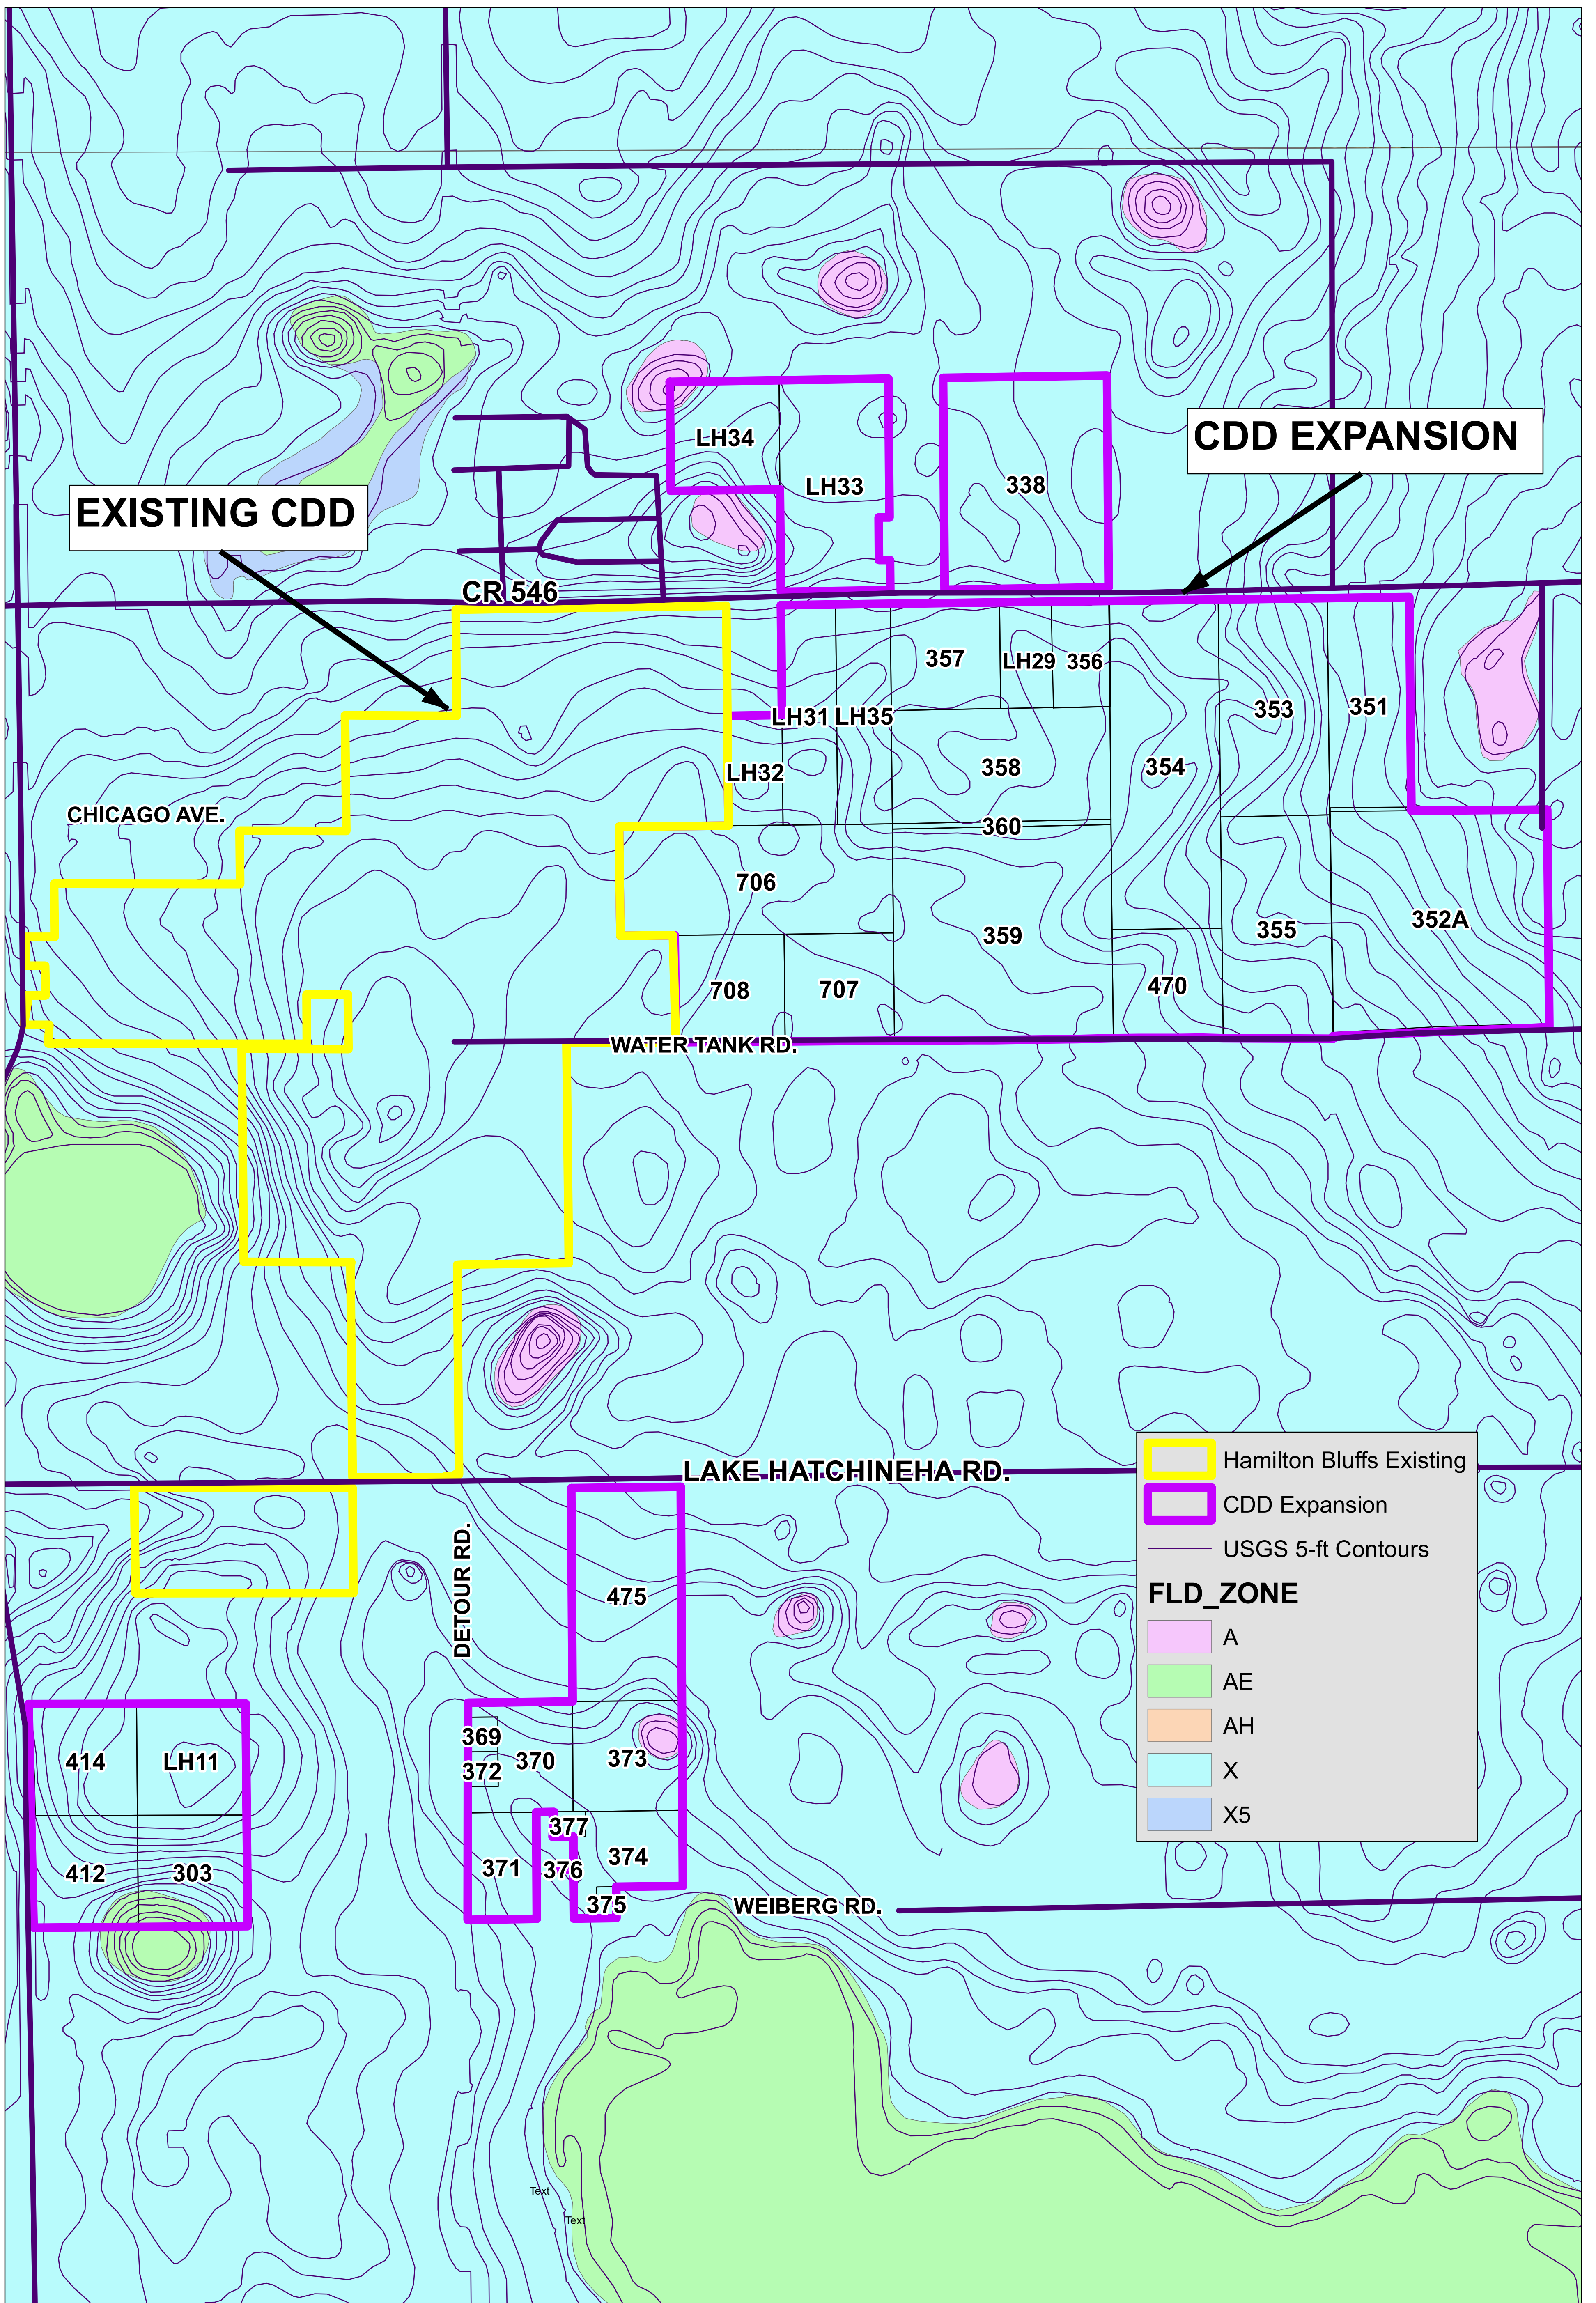 CDD EXPANSION
LH34
LH33
338
EXISTING CDD
CR 546
357
LH29
356
353
351
LH31
LH35
LH32
358
354
CHICAGO AVE.
360
706
359
355
352A
708
707
470
WATER TANK RD.
LAKE HATCHINEHA RD.
Hamilton Bluffs Existing
CDD Expansion
USGS 5-ft Contours
FLD_ZONE
A
AE
AH
X
X5
DETOUR RD.
475
414
LH11
369
370
373
372
377
412
303
371
376
374
375
WEIBERG RD.
Text
Text